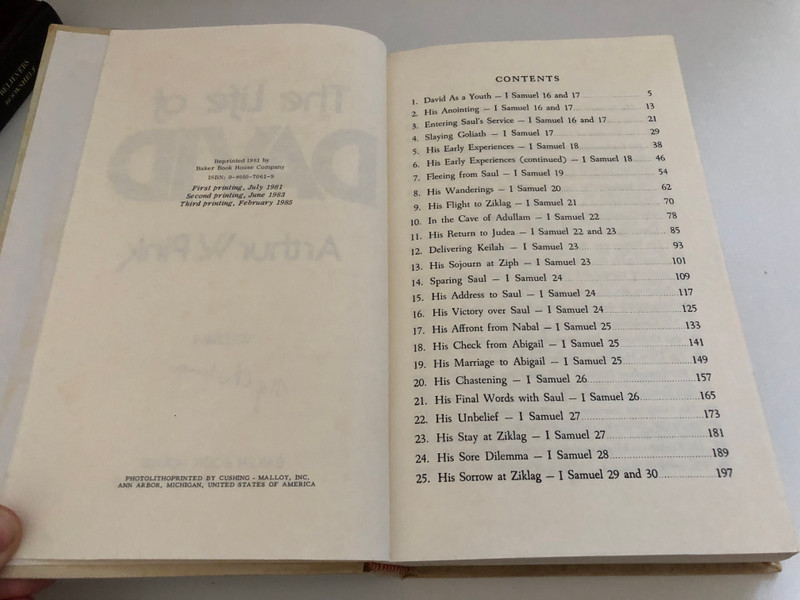 BELIEVERS
BOOKSHELF
The Life of
DAVID
Arthur W. Pink
Reprinted 1981 by
Baker Book House Company
ISBN: 0-8010-7061-9
First printing, July 1981
Second printing, June 1983
Third printing, February 1985
PHOTOLITHOPRINTED BY CUSHING - MALLOY, INC.
ANN ARBOR, MICHIGAN, UNITED STATES OF AMERICA
CONTENTS
1. David As a Youth — I Samuel 16 and 17 5
2. His Anointing — I Samuel 16 and 17 13
3. Entering Saul's Service — I Samuel 16 and 17 21
4. Slaying Goliath — I Samuel 17 29
5. His Early Experiences — I Samuel 18 38
6. His Early Experiences (continued) — I Samuel 18 46
7. Fleeing from Saul — I Samuel 19 54
8. His Wanderings — I Samuel 20 62
9. His Flight to Ziklag — I Samuel 21 70
10. In the Cave of Adullam — I Samuel 22 78
11. His Return to Judea — I Samuel 22 and 23 85
12. Delivering Keilah — I Samuel 23 93
13. His Sojourn at Ziph — I Samuel 23 101
14. Sparing Saul — I Samuel 24 109
15. His Address to Saul — I Samuel 24 117
16. His Victory over Saul — I Samuel 24 125
17. His Affront from Nabal — I Samuel 25 133
18. His Check from Abigail — I Samuel 25 141
19. His Marriage to Abigail — I Samuel 25 149
20. His Chastening — I Samuel 26 157
21. His Final Words with Saul — I Samuel 26 165
22. His Unbelief — I Samuel 27 173
23. His Stay at Ziklag — I Samuel 27 181
24. His Sore Dilemma — I Samuel 28 189
25. His Sorrow at Ziklag — I Samuel 29 and 30 197